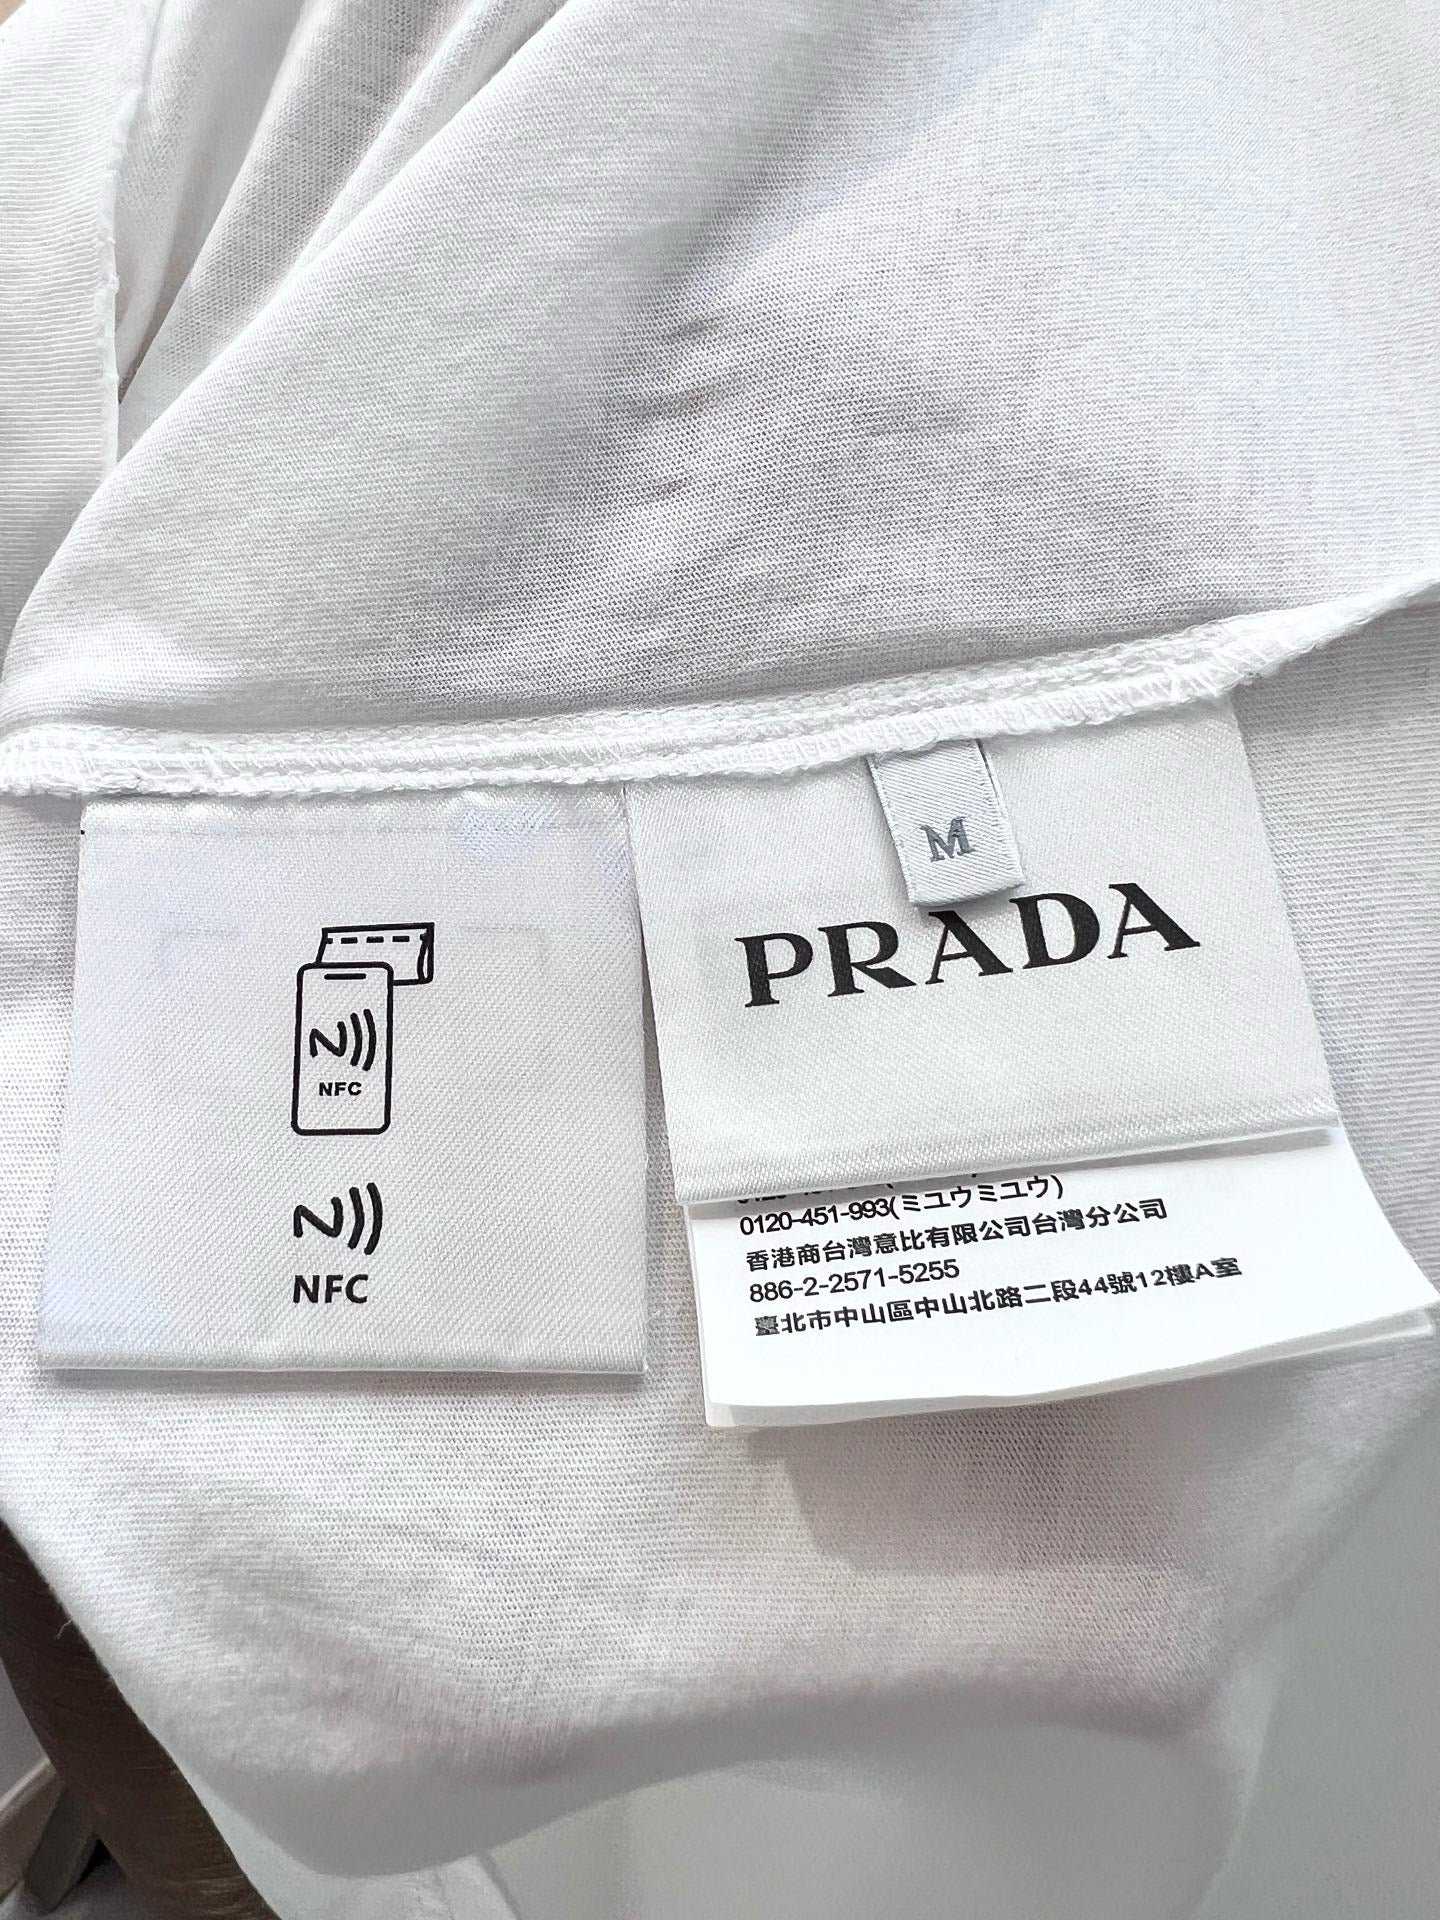 M
PRADA
NFC
NFC
0120-451-993(ミユウミユウ)
香港商台灣意比有限公司台灣分公司
886-2-2571-5255
臺北市中山區中山北路二段44號12樓A室